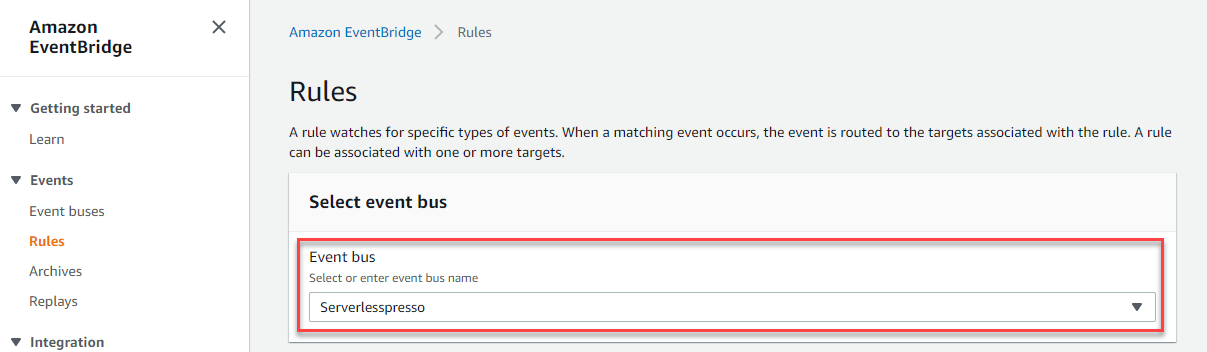 Amazon
EventBridge
Getting started
Learn
Events
Event buses
Rules
Archives
Replays
Integration
Amazon EventBridge > Rules
Rules
A rule watches for specific types of events. When a matching event occurs, the event is routed to the targets associated with the rule. A rule
can be associated with one or more targets.
Select event bus
Event bus
Select or enter event bus name
Serverlesspresso